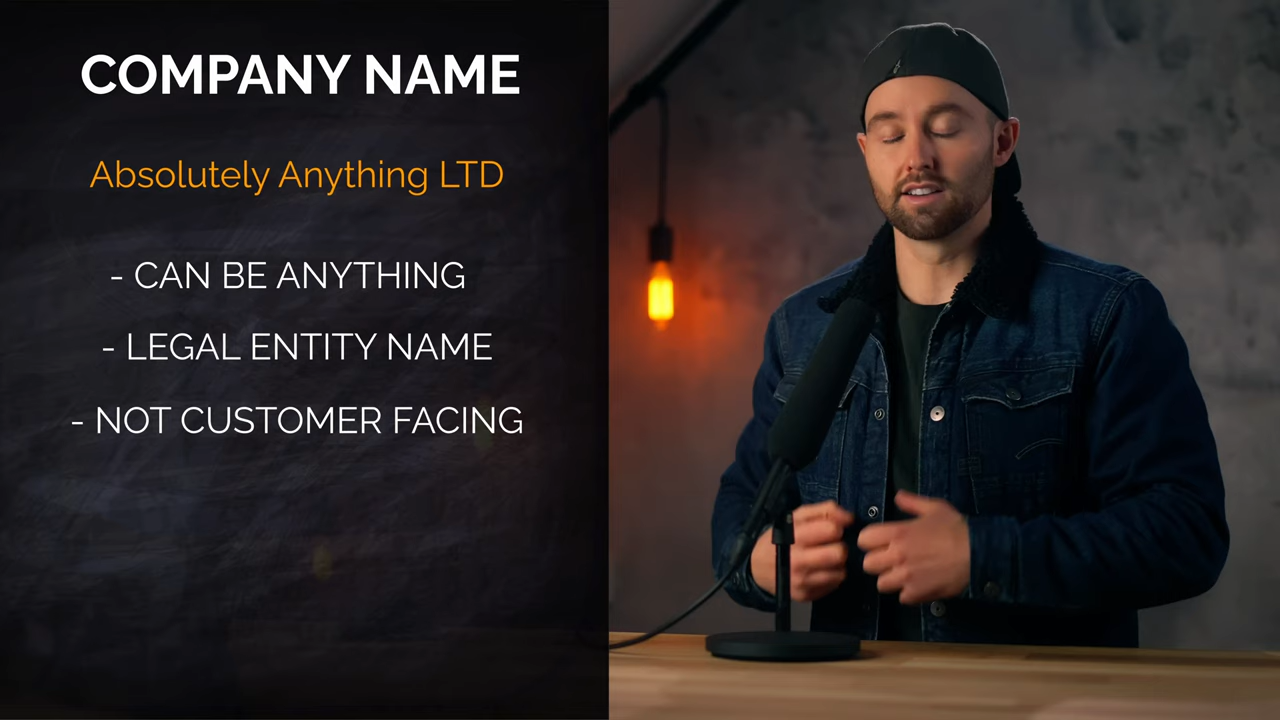 COMPANY NAME
Absolutely Anything LTD
- CAN BE ANYTHING
- LEGAL ENTITY NAME
- NOT CUSTOMER FACING